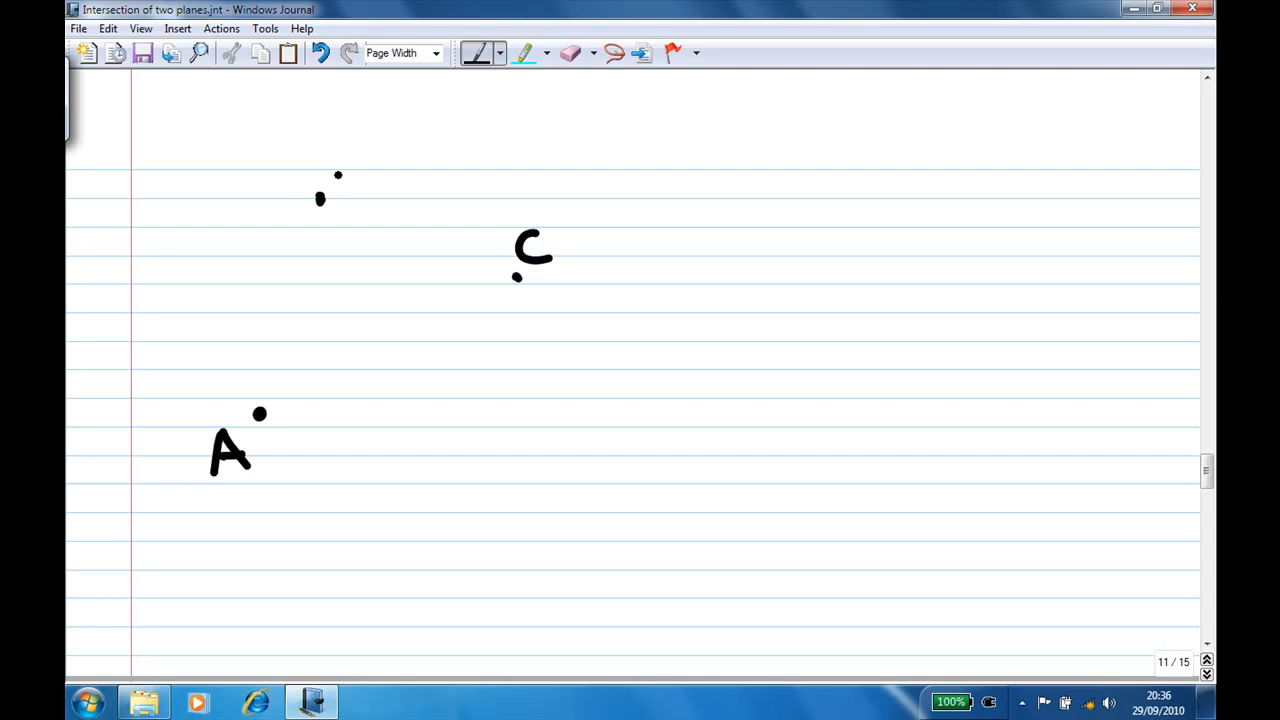 Intersection of two planes.jnt - Windows Journal
File Edit View Insert Actions Tools Help
Page Width
C
A
11 / 15
100%
20:36
29/09/2010